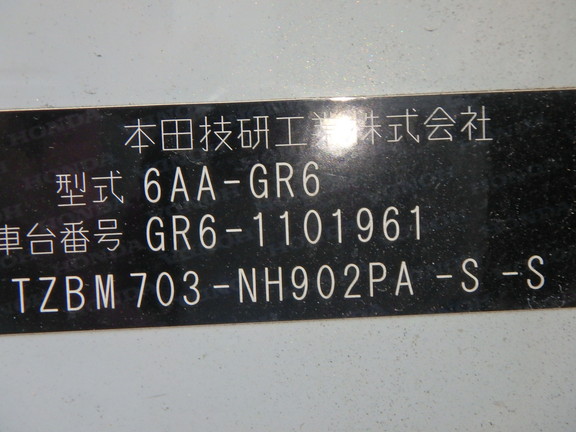 本田技研工業株式会社
型式 6AA-GR6
車台番号 GR6-1101961
TZBM703-NH902PA -S -S